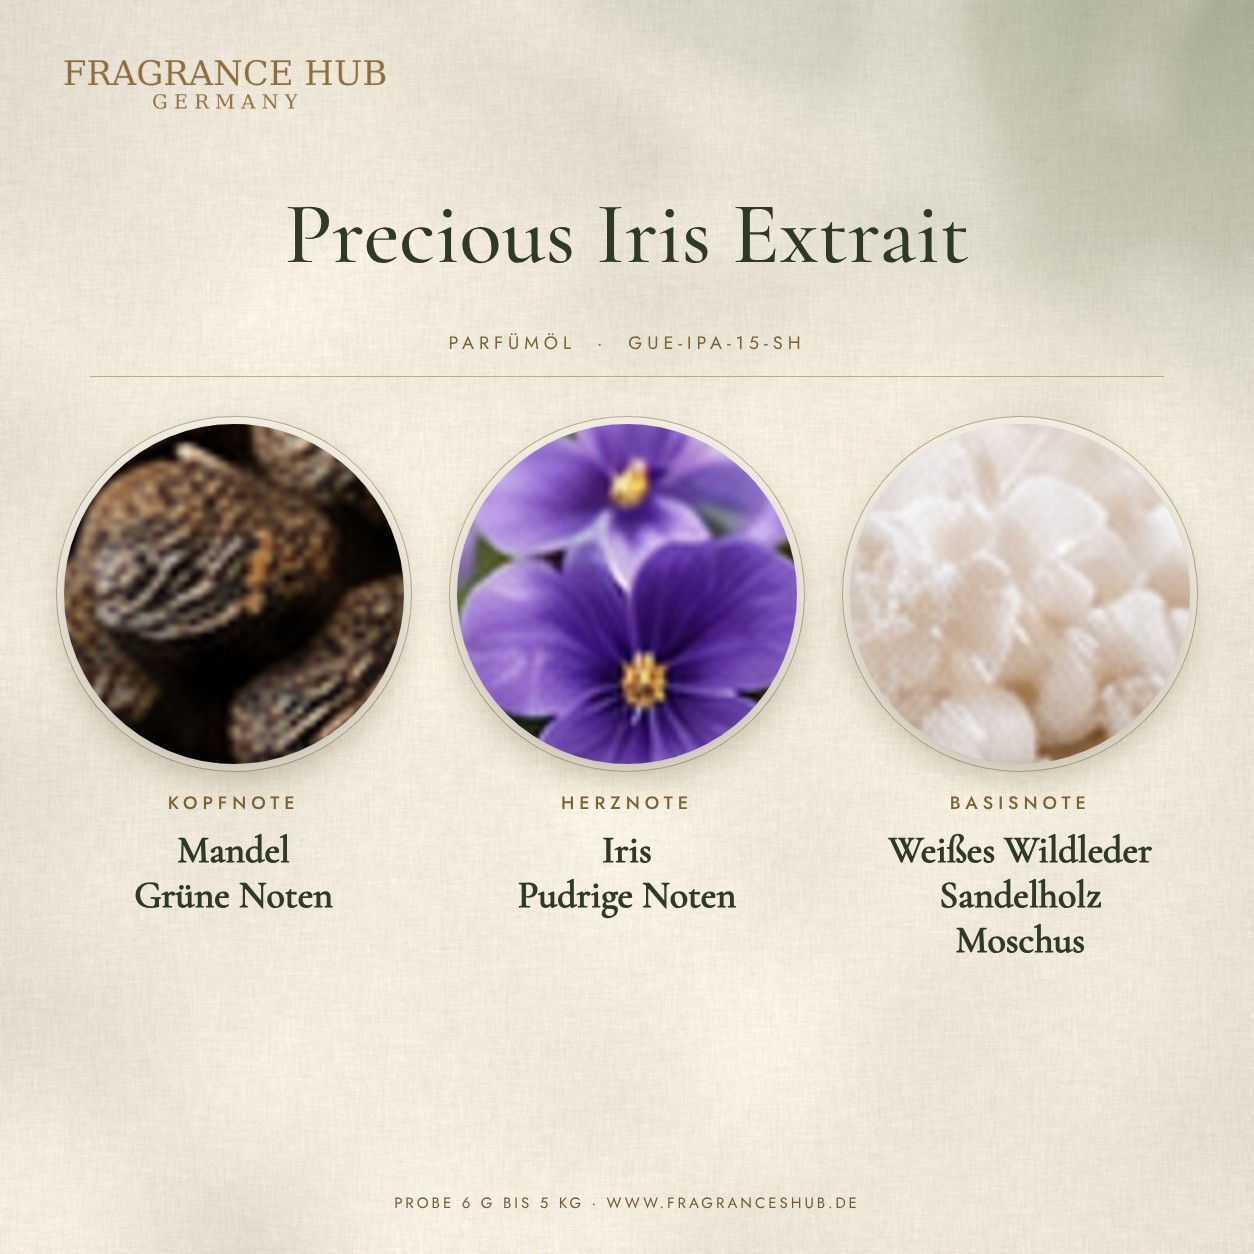 FRAGRANCE HUB
GERMANY
Precious Iris Extrait
PARFÜMÖL · GUE-IPA-15-SH
KOPFNOTE
Mandel
Grüne Noten
HERZNOTE
Iris
Pudrige Noten
BASISNOTE
Weißes Wildleder
Sandelholz
Moschus
PROBE 6 G BIS 5 KG · WWW.FRAGRANCESHUB.DE